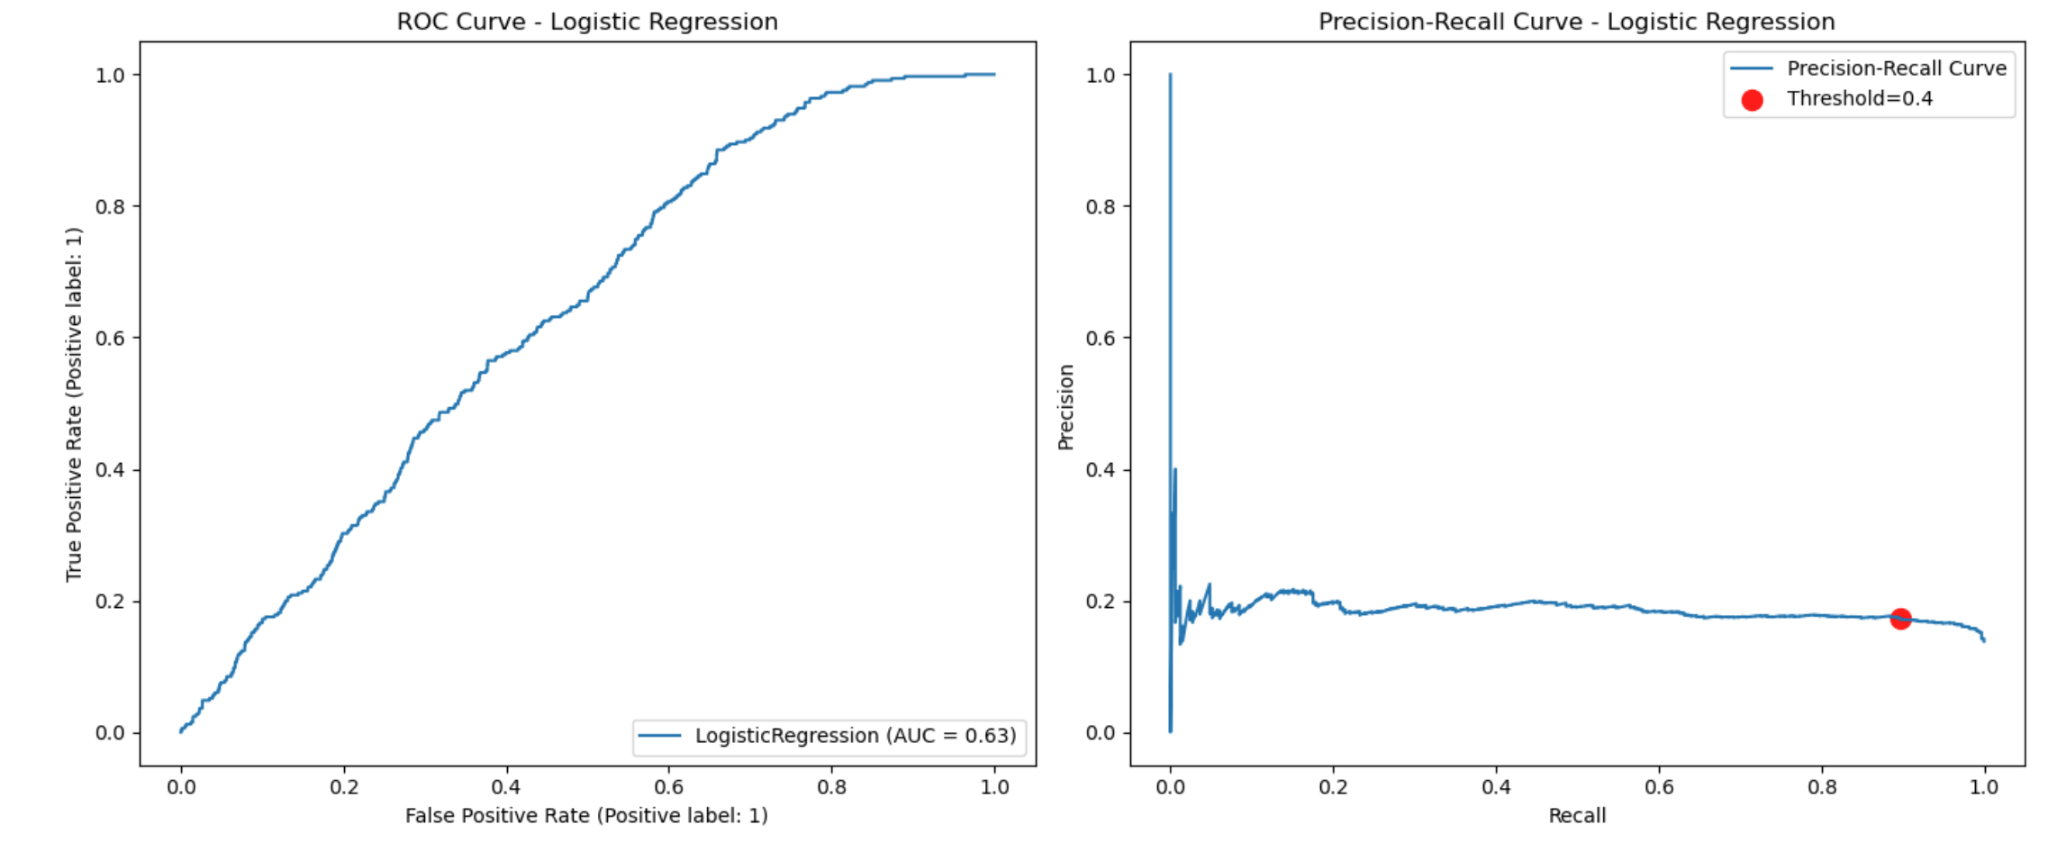 ROC Curve - Logistic Regression
True Positive Rate (Positive label: 1)
1.0
0.8
0.6
0.4
0.2
0.0
LogisticRegression (AUC = 0.63)
0.0 0.2 0.4 0.6 0.8 1.0
False Positive Rate (Positive label: 1)
Precision-Recall Curve - Logistic Regression
Precision
1.0
0.8
0.6
0.4
0.2
0.0
Precision-Recall Curve
Threshold=0.4
0.0 0.2 0.4 0.6 0.8 1.0
Recall